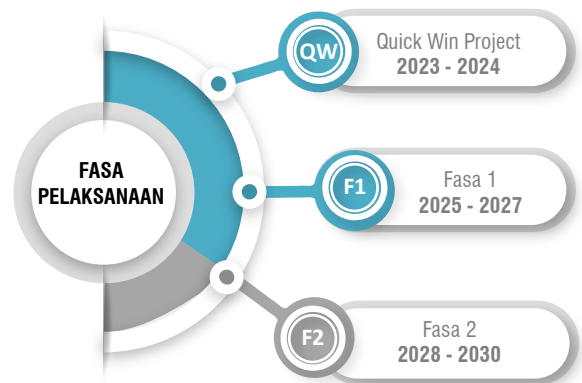 FASA
PELAKSANAAN
QW
Quick Win Project
2023 - 2024
F1
Fasa 1
2025 - 2027
F2
Fasa 2
2028 - 2030